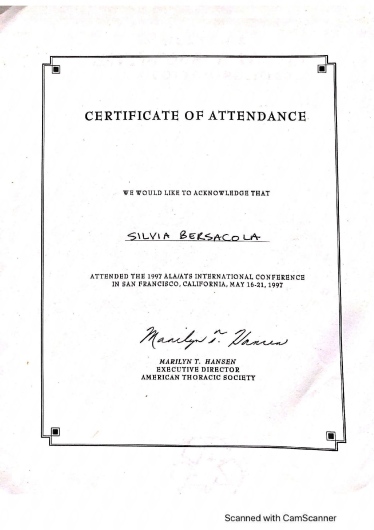 CERTIFICATE OF ATTENDANCE
WE WOULD LIKE TO ACKNOWLEDGE THAT
SILVIA BERSACOLA
ATTENDED THE 1997 ALA/ATS INTERNATIONAL CONFERENCE
IN SAN FRANCISCO, CALIFORNIA, MAY 16-21, 1997
Marilyn T. Hansen
MARILYN T. HANSEN
EXECUTIVE DIRECTOR
AMERICAN THORACIC SOCIETY
Scanned with CamScanner